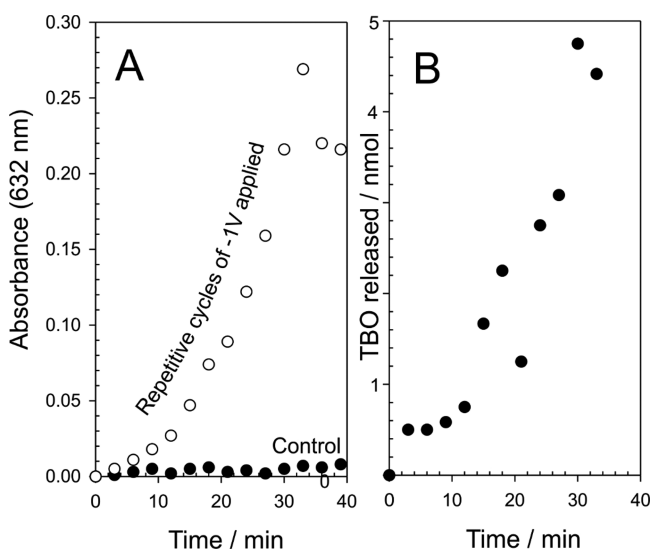 A
0.30
0.25
0.20
0.15
0.10
0.05
0.00
Absorbance (632 nm)
Repetitive cycles of -1V applied
Control
0
0 10 20 30 40
Time / min
B
5
4
1
TBO released / nmol
0 10 20 30 40
Time / min